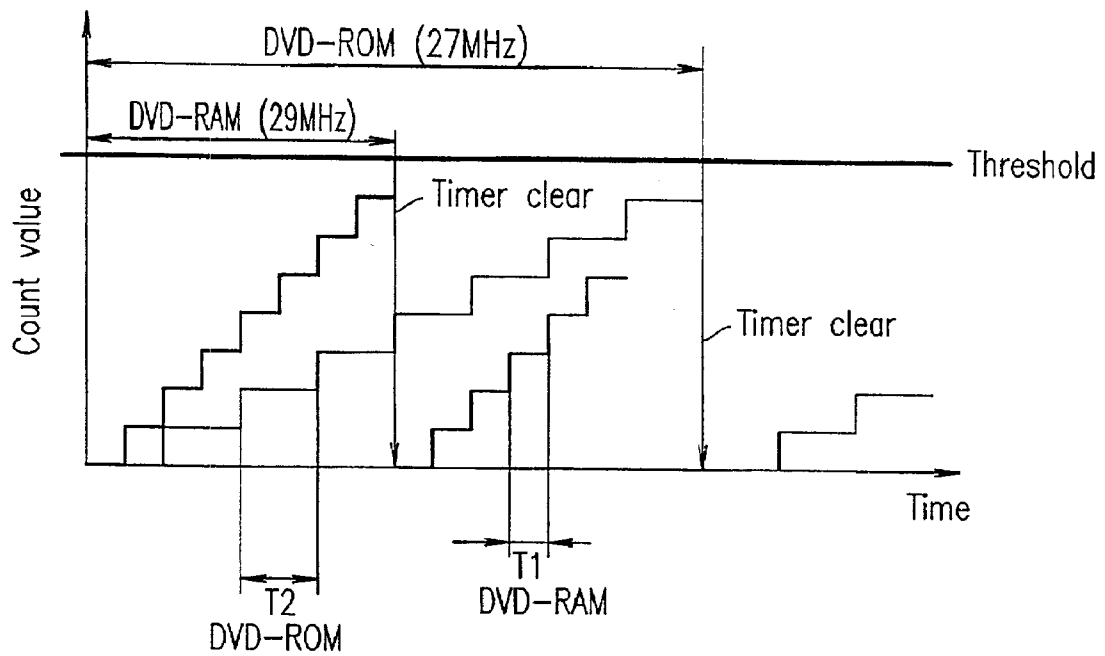 DVD-ROM (27MHz)
DVD-RAM (29MHz)
Threshold
Timer clear
Count value
Timer clear
Time
T1
DVD-RAM
T2
DVD-ROM